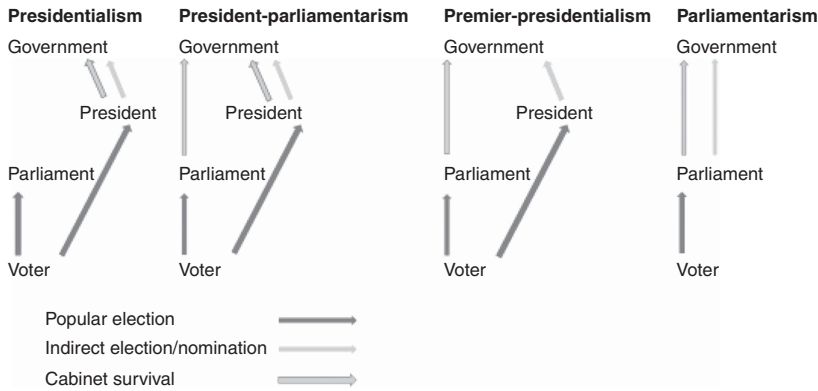 Presidentialism President-parliamentarism Premier-presidentialism Parliamentarism
Government Government Government Government
President President President
Parliament Parliament Parliament Parliament
Voter Voter Voter Voter
Popular election
Indirect election/nomination
Cabinet survival